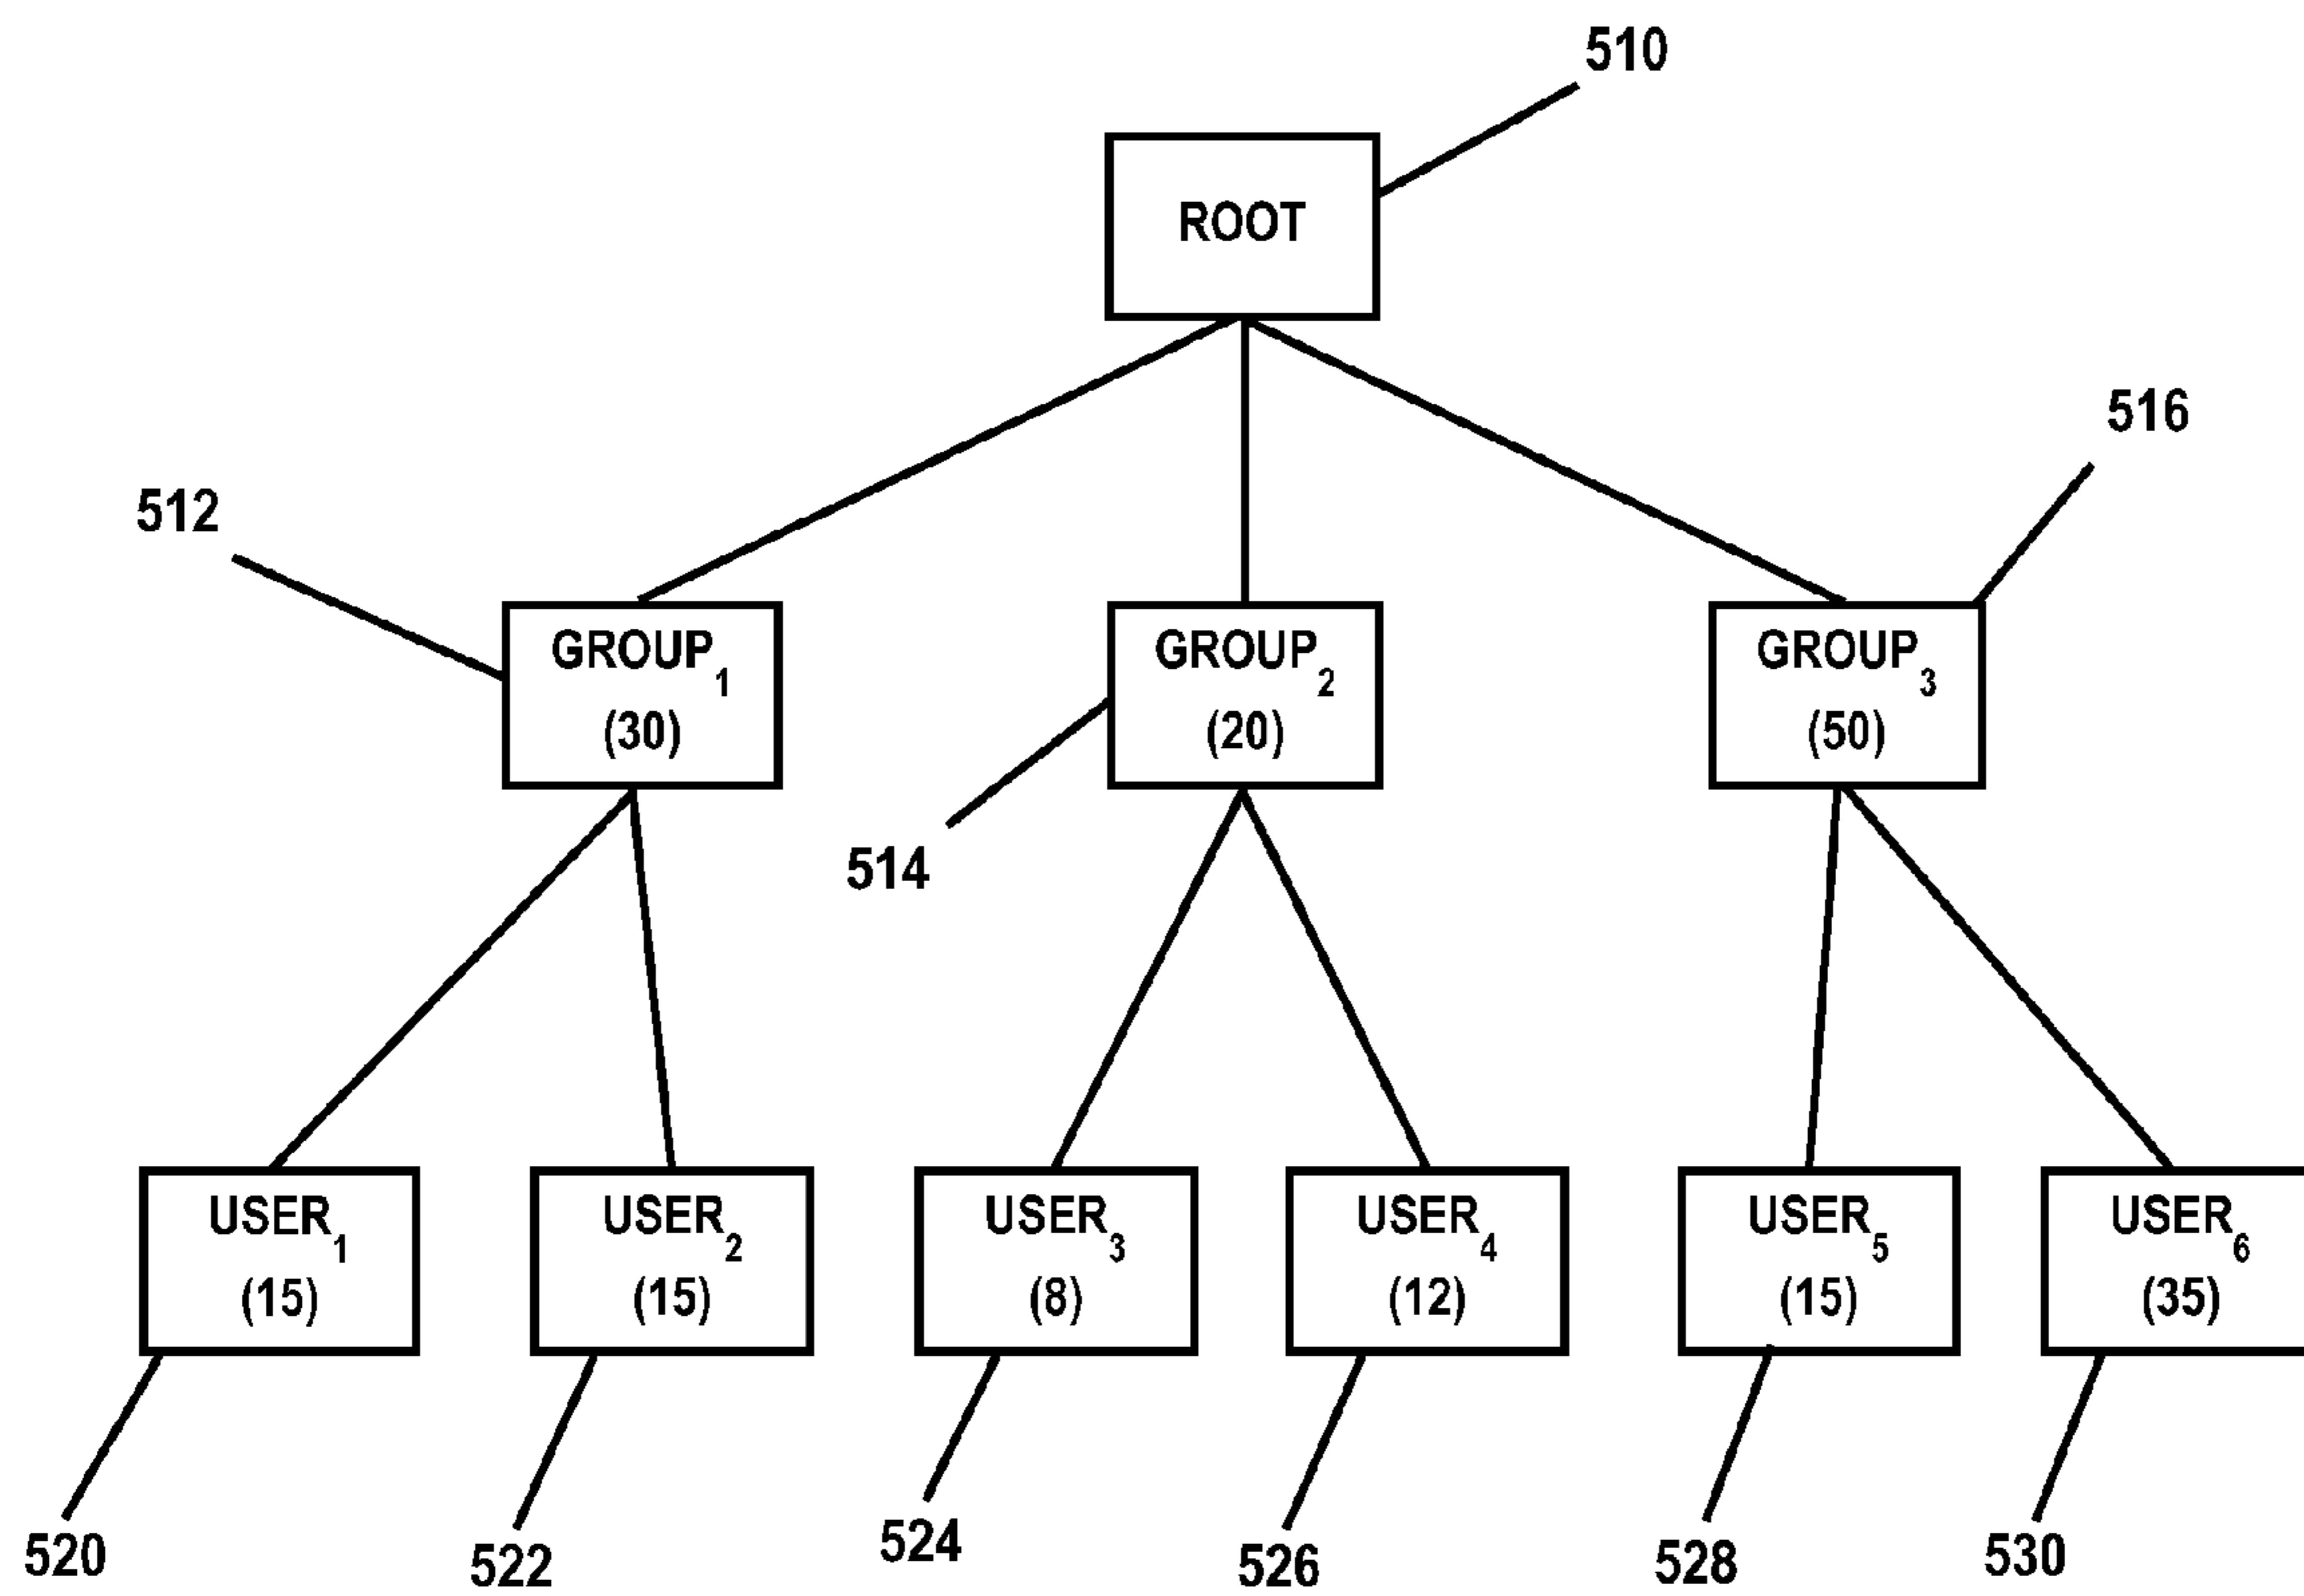 510
ROOT
516
512
GROUP1
(30)
GROUP2
(20)
GROUP3
(50)
514
USER1
(15)
USER2
(15)
USER3
(8)
USER4
(12)
USER5
(15)
USER6
(35)
520
522
524
526
528
530